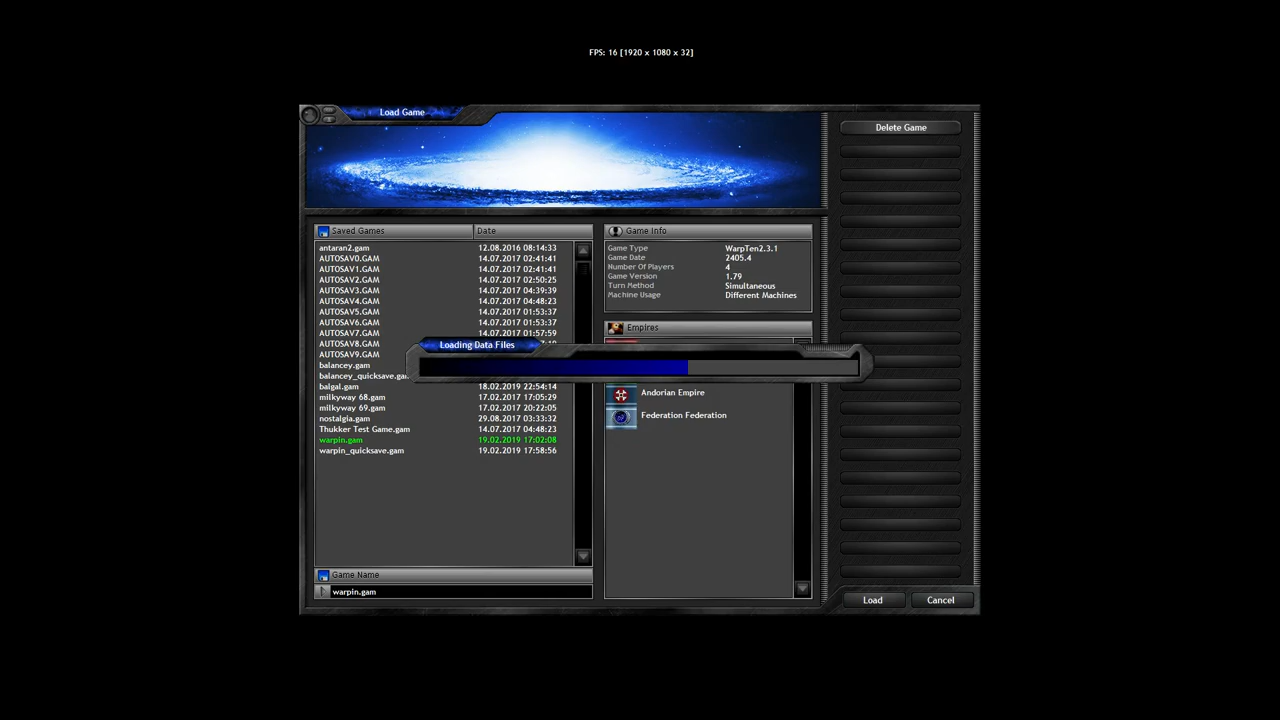 FPS: 16 [1920 x 1080 x 32]
Load Game
Delete Game
Saved Games Date
antaran2.gam 12.08.2016 08:14:33
AUTOSAV0.GAM 14.07.2017 02:41:41
AUTOSAV1.GAM 14.07.2017 02:41:41
AUTOSAV2.GAM 14.07.2017 02:50:25
AUTOSAV3.GAM 14.07.2017 04:39:39
AUTOSAV4.GAM 14.07.2017 04:48:23
AUTOSAV5.GAM 14.07.2017 01:53:37
AUTOSAV6.GAM 14.07.2017 01:53:37
AUTOSAV7.GAM 14.07.2017 01:57:59
AUTOSAV8.GAM
AUTOSAV9.GAM
balancey.gam
balancey_quicksave.gam
balgal.gam 18.02.2019 22:54:14
milkyway 68.gam 17.02.2019 17:05:29
milkyway 69.gam 17.02.2019 20:22:05
nostalgia.gam 29.08.2017 03:33:32
Thukker Test Game.gam 14.07.2017 04:48:23
warpin.gam 19.02.2019 17:02:08
warpin_quicksave.gam 19.02.2019 17:58:56
Game Name
warpin.gam
Game Info
Game Type WarpTen2.3.1
Game Date 2405.4
Number Of Players 4
Game Version 1.79
Turn Method Simultaneous
Machine Usage Different Machines
Empires
Loading Data Files
Andorian Empire
Federation Federation
Load Cancel